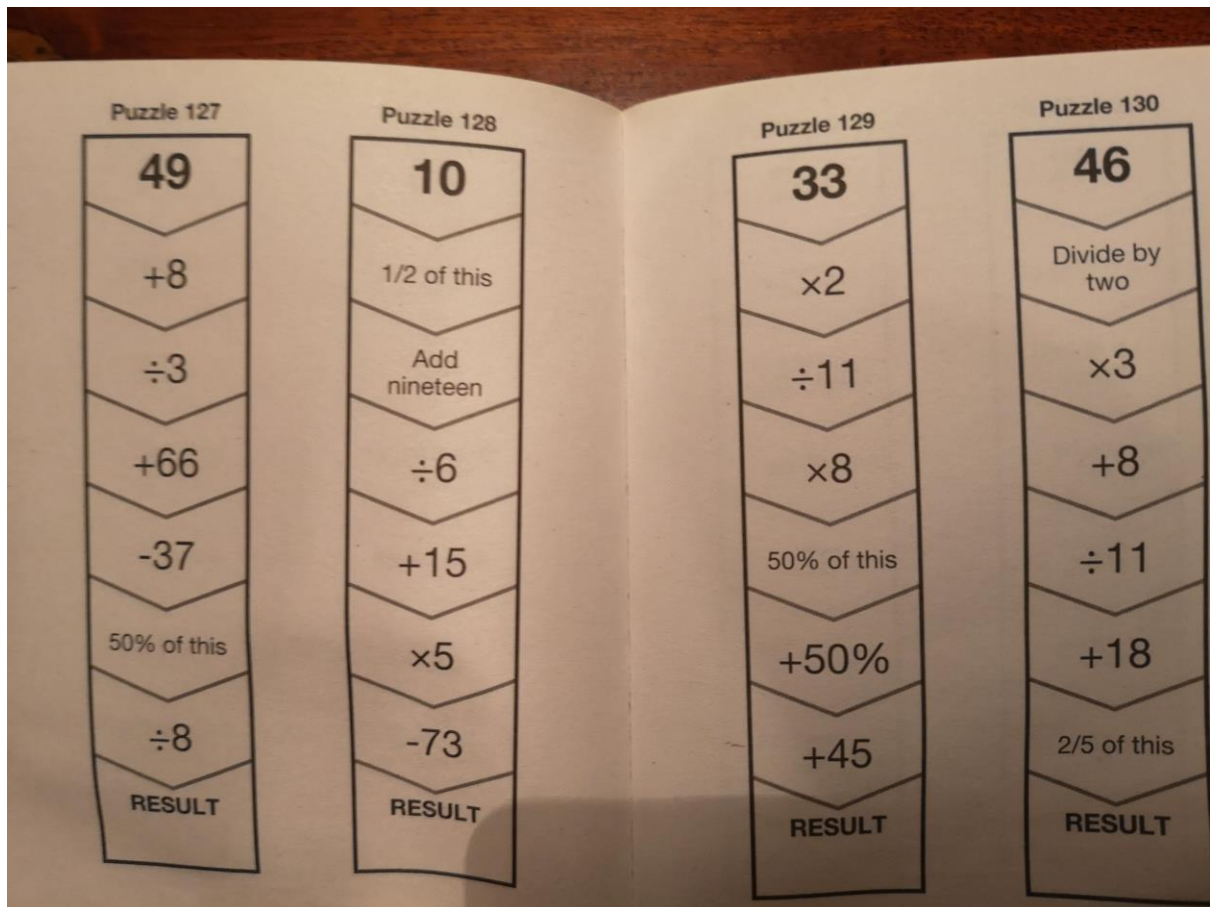 Puzzle 127
49
+8
÷3
+66
-37
50% of this
÷8
RESULT
Puzzle 128
10
1/2 of this
Add
nineteen
÷6
+15
×5
-73
RESULT
Puzzle 129
33
×2
÷11
×8
50% of this
+50%
+45
RESULT
Puzzle 130
46
Divide by
two
×3
+8
÷11
+18
2/5 of this
RESULT